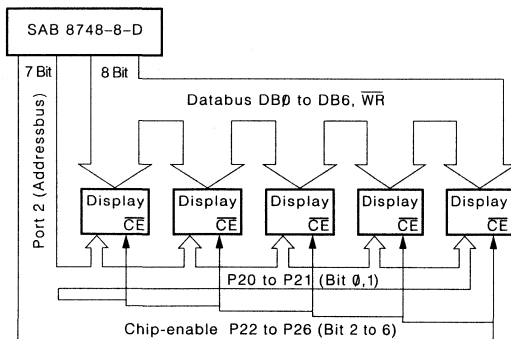 SAB 8748-8-D
7 Bit 8 Bit
Databus DB0 to DB6, WR
Port 2 (Addressbus)
Display Display Display Display Display
CE CE CE CE CE
P20 to P21 (Bit 0,1)
Chip-enable P22 to P26 (Bit 2 to 6)